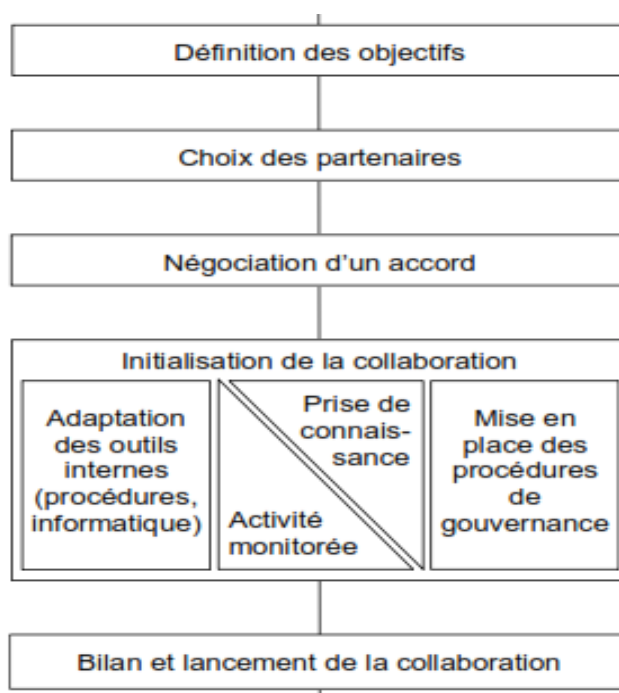 Définition des objectifs
Choix des partenaires
Négociation d'un accord
Initialisation de la collaboration
Adaptation
des outils
internes
(procédures,
informatique)
Prise de
connais-
sance
Activité
monitorée
Mise en
place des
procédures
de
gouvernance
Bilan et lancement de la collaboration